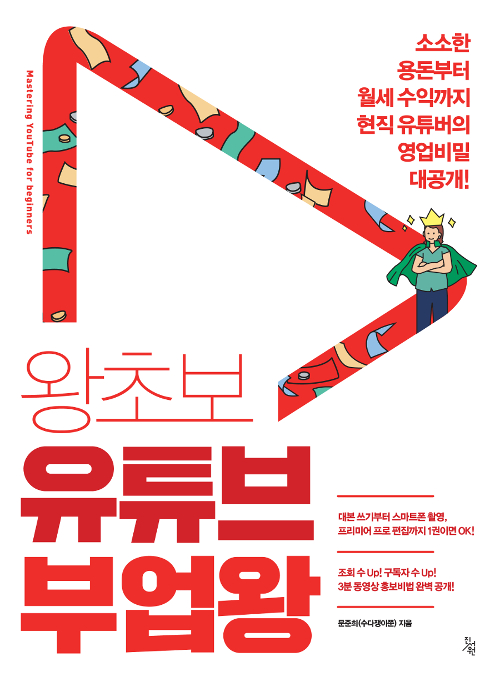 소소한
용돈부터
월세 수익까지
현직 유튜버의
영업비밀
대공개!
Mastering YouTube for beginners
왕초보
유튜브
부업왕
대본 쓰기부터 스마트폰 촬영,
프리미어 프로 편집까지 1권이면 OK!
조회 수 Up! 구독자 수 Up!
3분 동영상 홍보비법 완벽 공개!
문준희(수다쟁이쭌) 지음
진서원